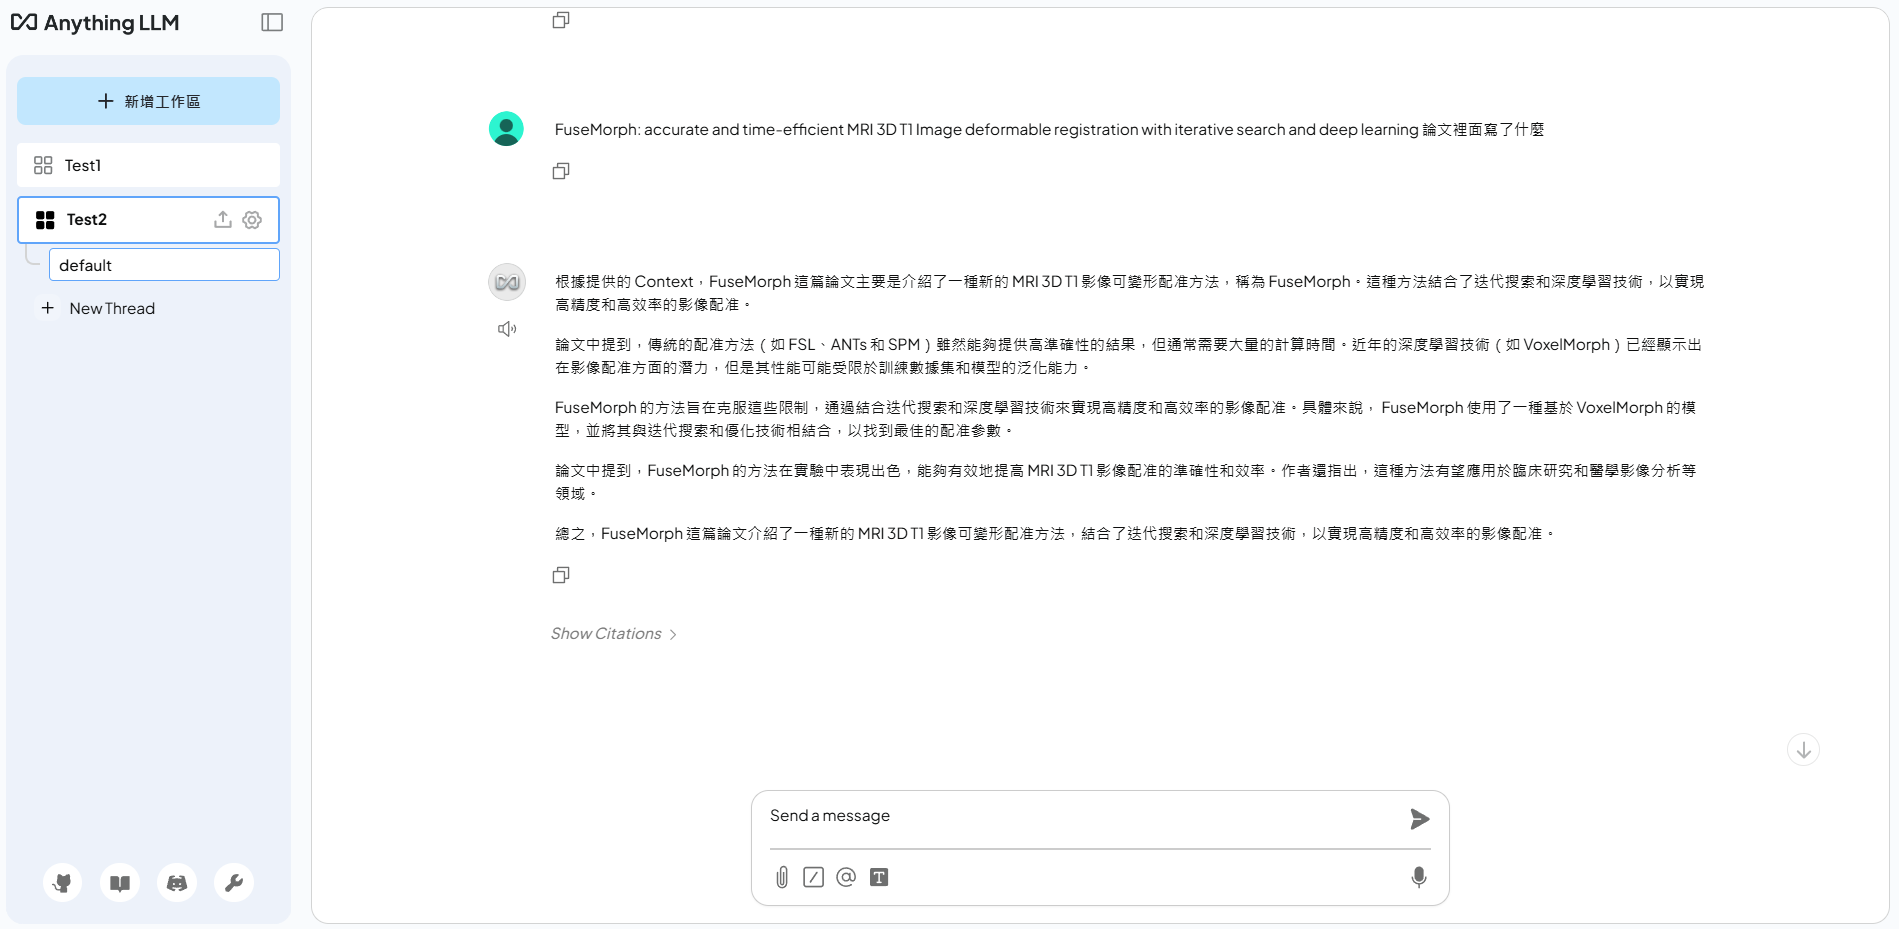 Anything LLM
新增工作區
Test1
Test2
default
New Thread
FuseMorph: accurate and time-efficient MRI 3D T1 Image deformable registration with iterative search and deep learning 論文裡面寫了什麼
根據提供的 Context，FuseMorph 這篇論文主要是介紹了一種新的 MRI 3D T1 影像可變形配准方法，稱為 FuseMorph。這種方法結合了迭代搜索和深度學習技術，以實現
高精度和高效率的影像配准。
論文中提到，傳統的配准方法（如 FSL、ANTs 和 SPM）雖然能夠提供高準確性的結果，但通常需要大量的計算時間。近年的深度學習技術（如 VoxelMorph）已經顯示出
在影像配准方面的潛力，但是其性能可能受限於訓練數據集和模型的泛化能力。
FuseMorph 的方法旨在克服這些限制，通過結合迭代搜索和深度學習技術來實現高精度和高效率的影像配准。具體來說， FuseMorph 使用了一種基於 VoxelMorph 的模
型，並將其與迭代搜索和優化技術相結合，以找到最佳的配准參數。
論文中提到，FuseMorph 的方法在實驗中表現出色，能夠有效地提高 MRI 3D T1 影像配准的準確性和效率。作者還指出，這種方法有望應用於臨床研究和醫學影像分析等
領域。
總之，FuseMorph 這篇論文介紹了一種新的 MRI 3D T1 影像可變形配准方法，結合了迭代搜索和深度學習技術，以實現高精度和高效率的影像配准。
Show Citations
Send a message